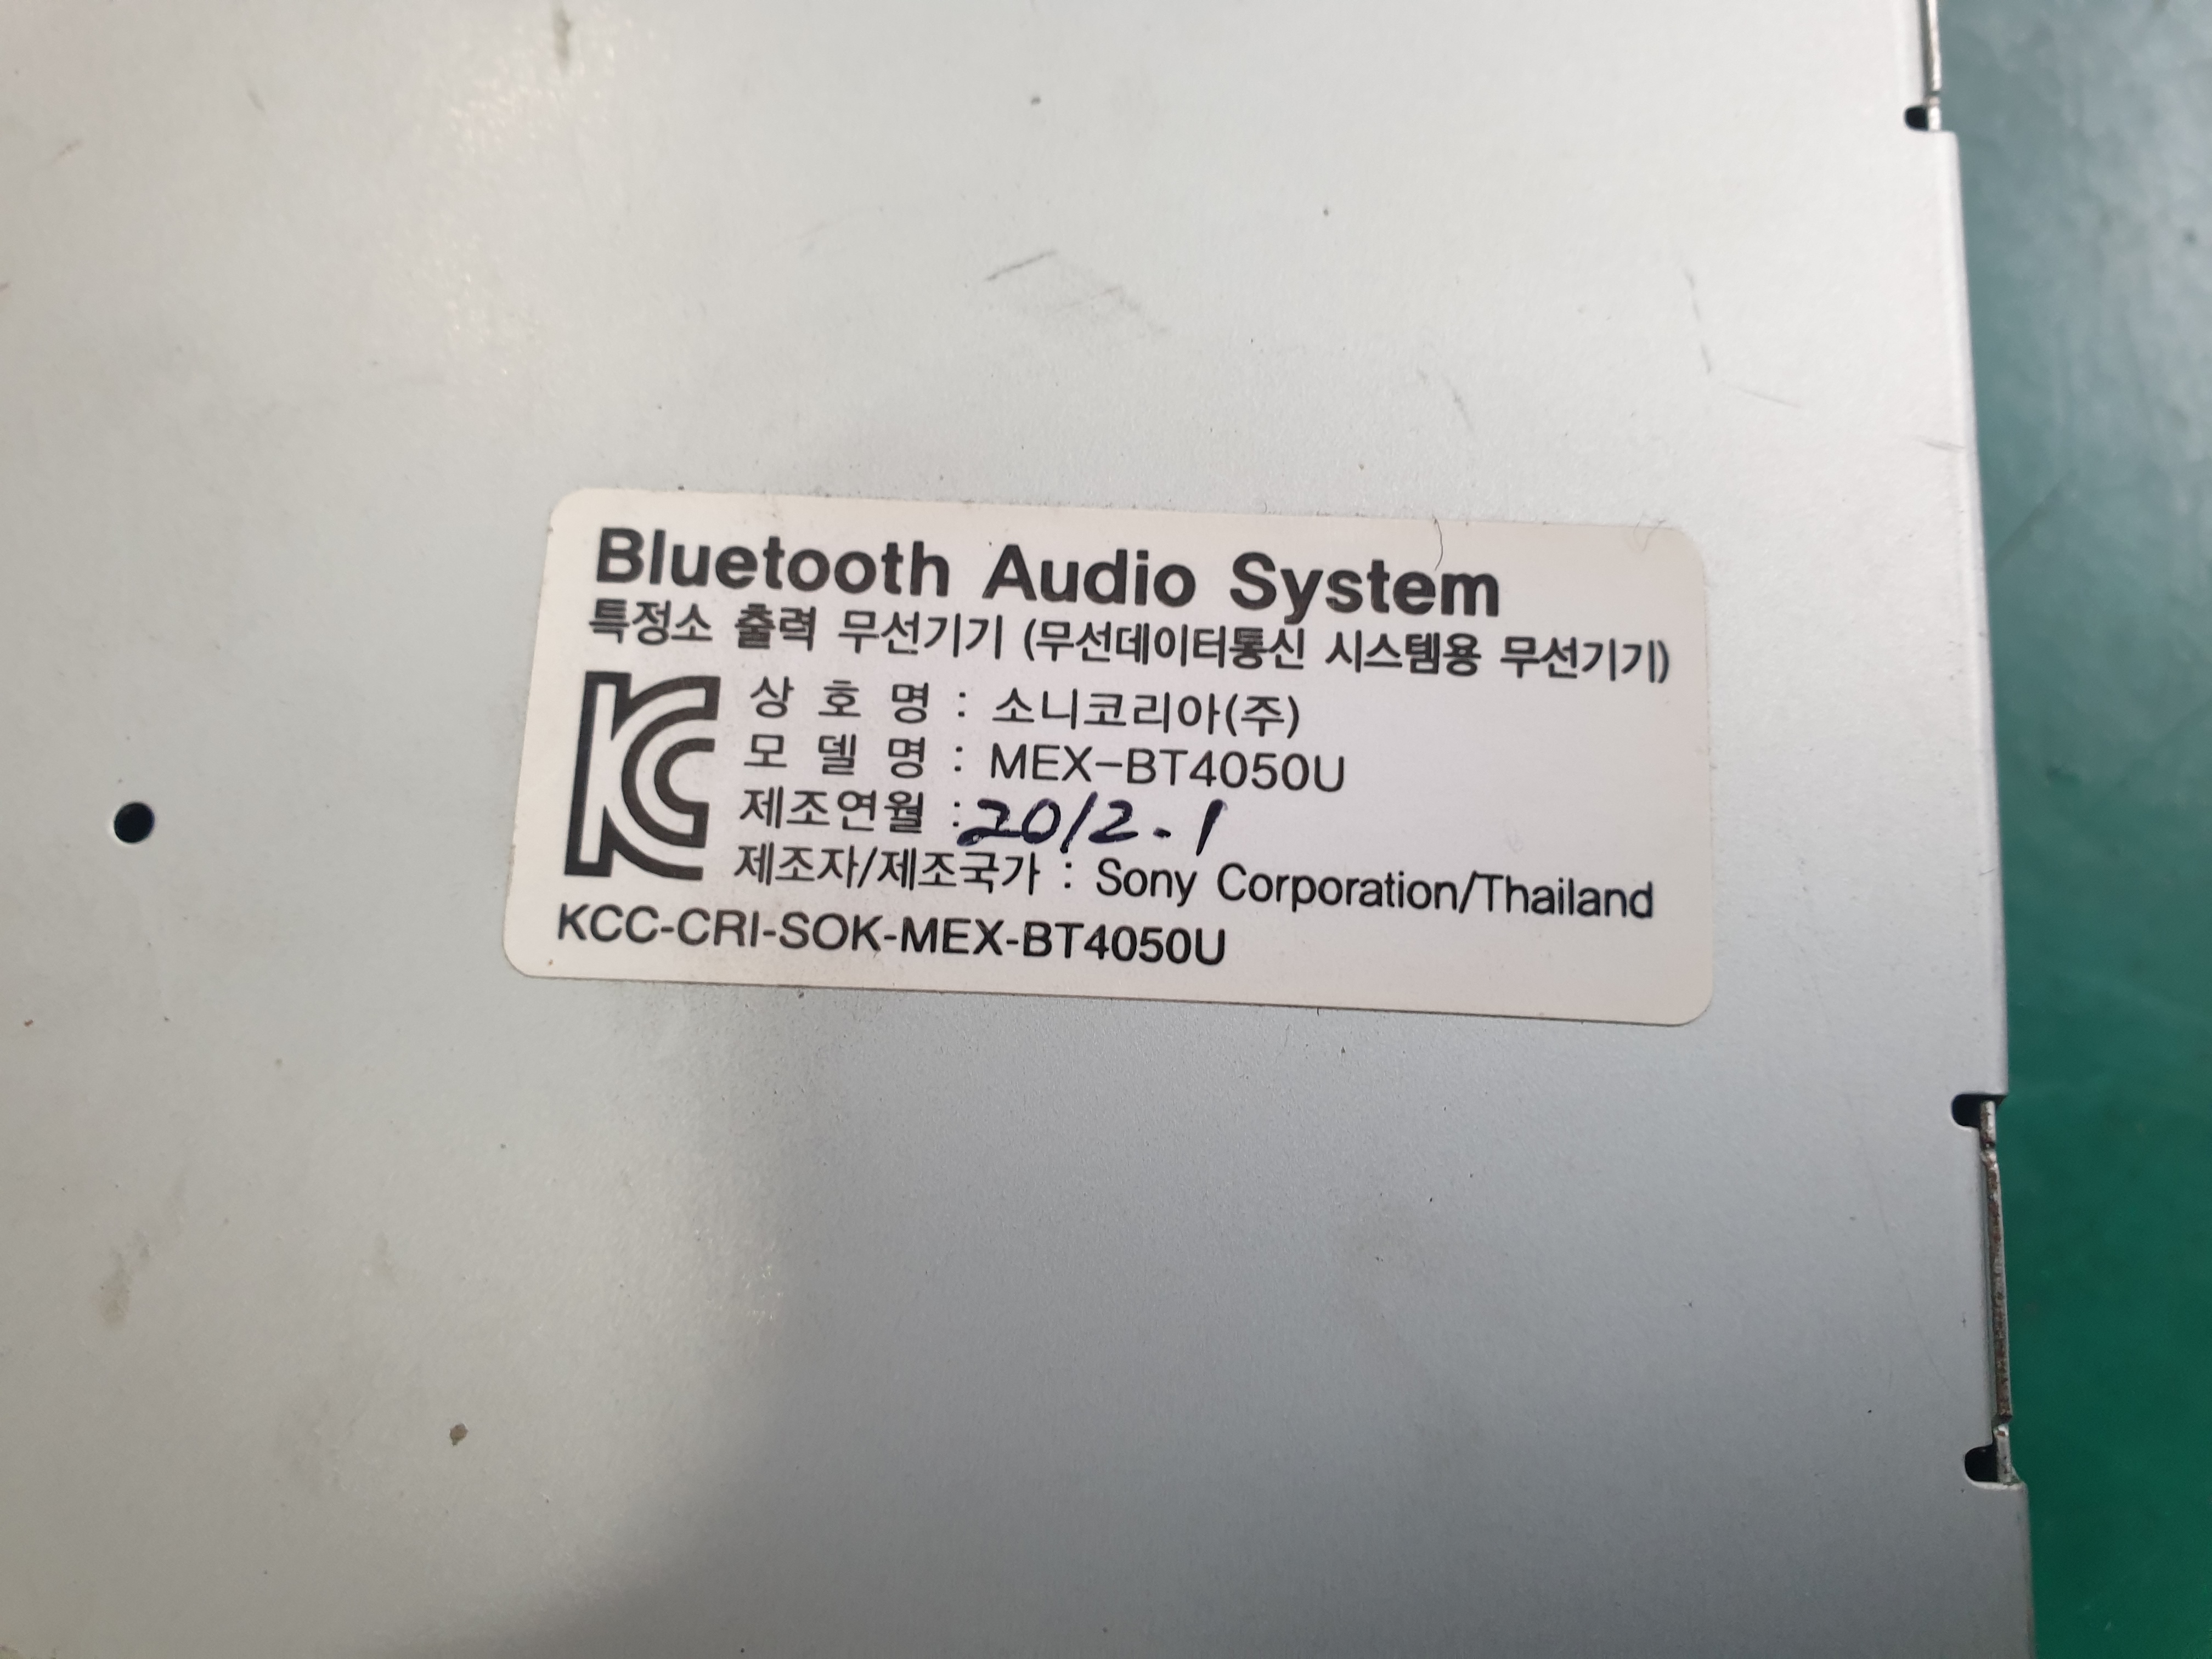 Bluetooth Audio System
특정소 출력 무선기기 (무선데이터통신 시스템용 무선기기)
KC
상 호 명 : 소니코리아(주)
모 델 명 : MEX-BT4050U
제조연월 : 2012.1
제조자/제조국가 : Sony Corporation/Thailand
KCC-CRI-SOK-MEX-BT4050U